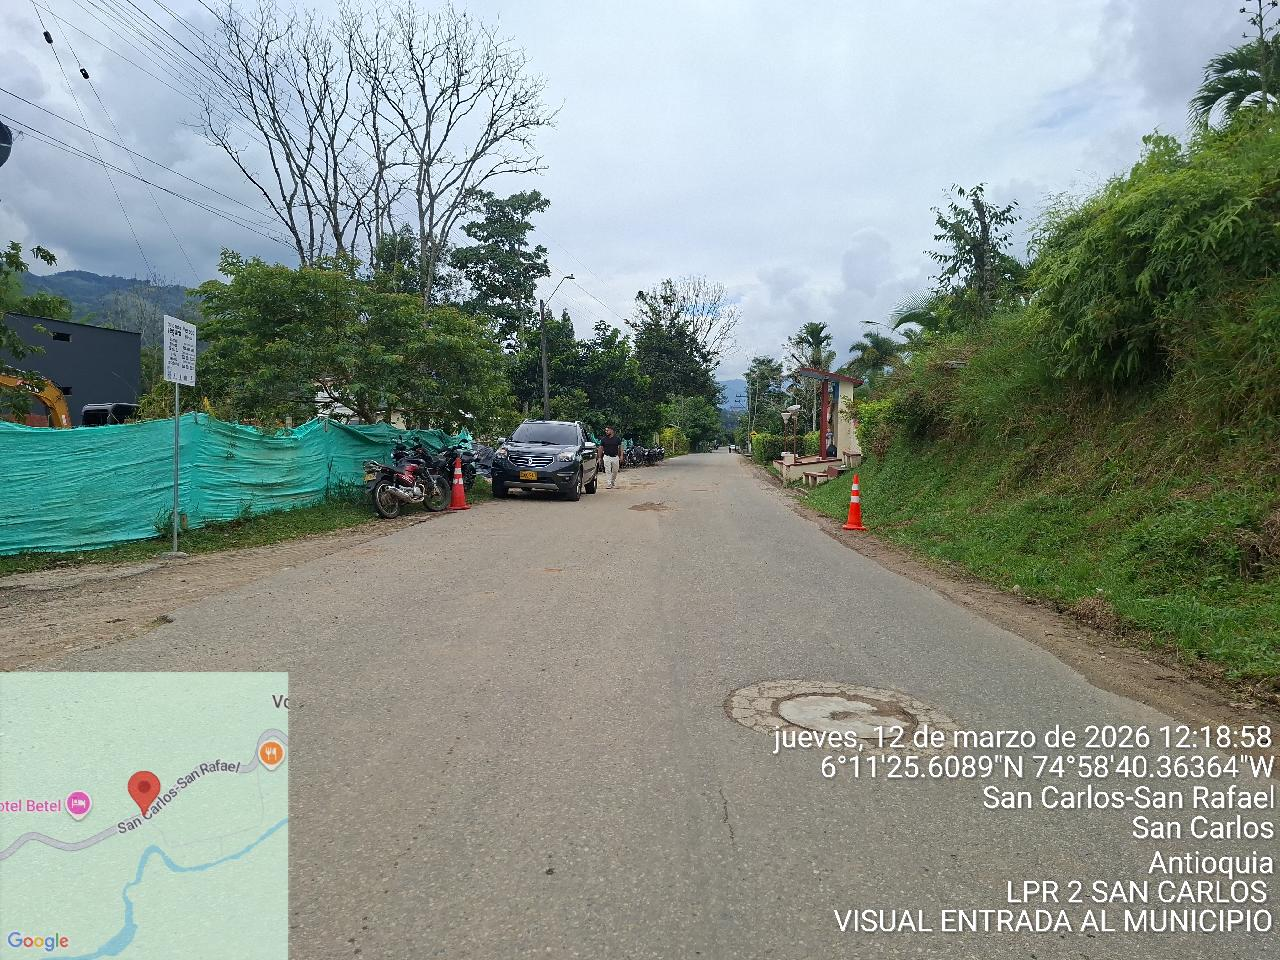 Vo
otel Betel
San Carlos-San Rafael
Google
jueves, 12 de marzo de 2026 12:18:58
6°11'25.6089"N 74°58'40.36364"W
San Carlos-San Rafael
San Carlos
Antioquia
LPR 2 SAN CARLOS
VISUAL ENTRADA AL MUNICIPIO